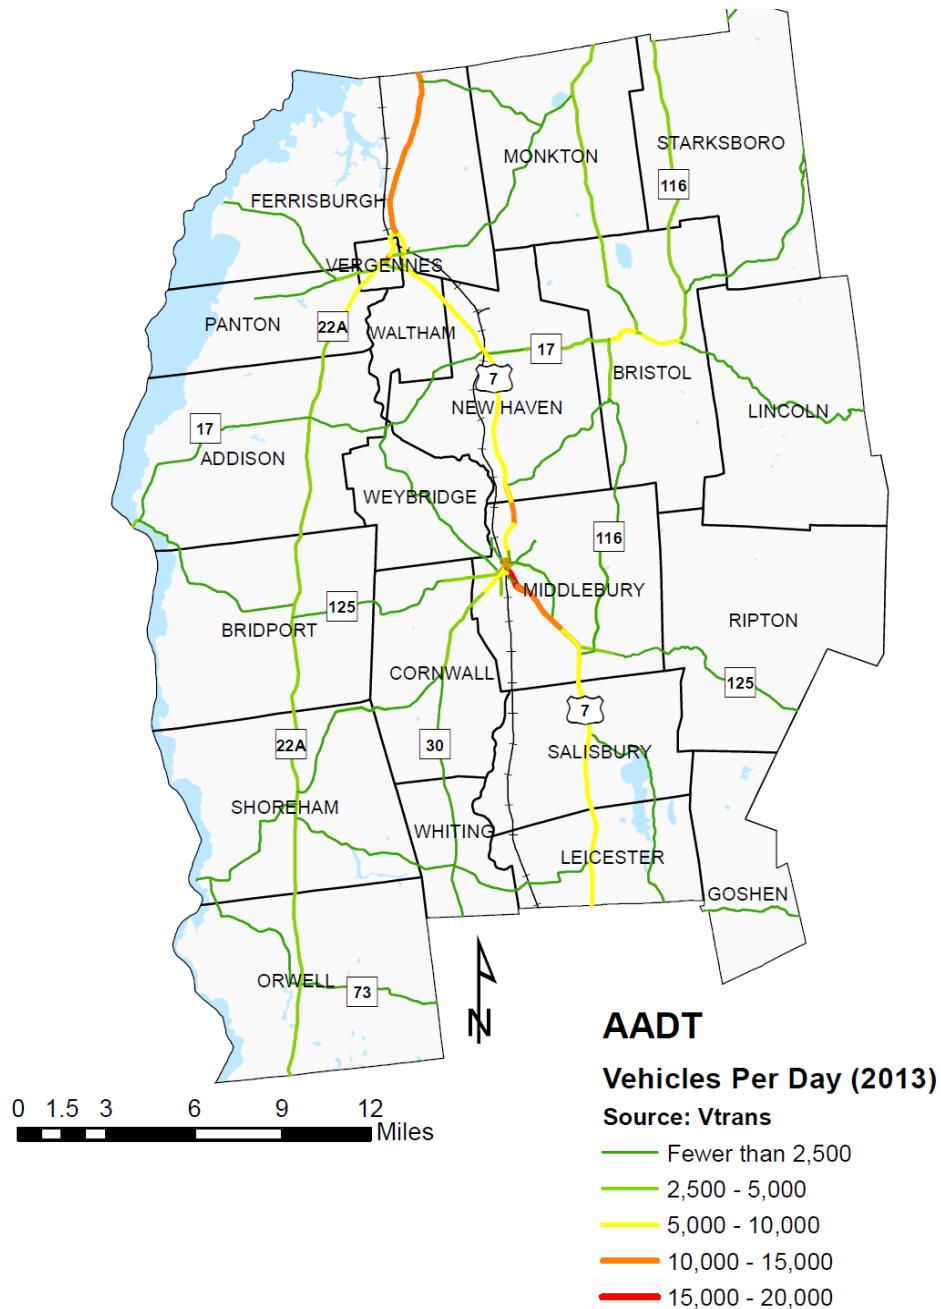 MONKTON
STARKSBORO
116
FERRISBURGH
VERGENNES
PANTON
22A
WALTHAM
17
BRISTOL
7
NEW HAVEN
LINCOLN
17
ADDISON
WEYBRIDGE
116
MIDDLEBURY
125
BRIDPORT
RIPTON
CORNWALL
125
7
22A
30
SALISBURY
SHOREHAM
WHITING
LEICESTER
GOSHEN
ORWELL
73
N
AADT
Vehicles Per Day (2013)
Source: Vtrans
0 1.5 3 6 9 12
Miles
Fewer than 2,500
2,500 - 5,000
5,000 - 10,000
10,000 - 15,000
15,000 - 20,000